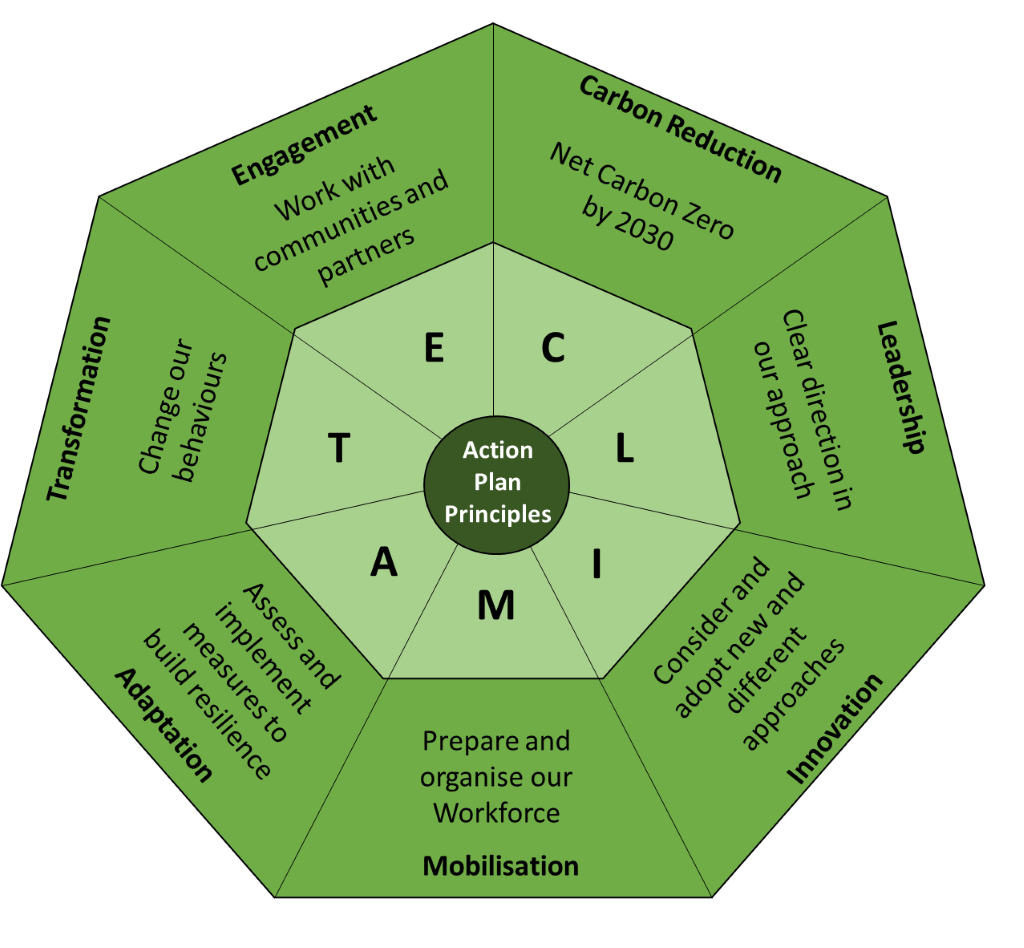 Action
Plan
Principles
C
Carbon Reduction
Net Carbon Zero
by 2030
L
Leadership
Clear direction in
our approach
I
Consider and
adopt new and
different
approaches
Innovation
M
Prepare and
organise our
Workforce
Mobilisation
A
Assess and
implement
measures to
build resilience
Adaptation
T
Transformation
Change our
behaviours
E
Engagement
Work with
communities and
partners